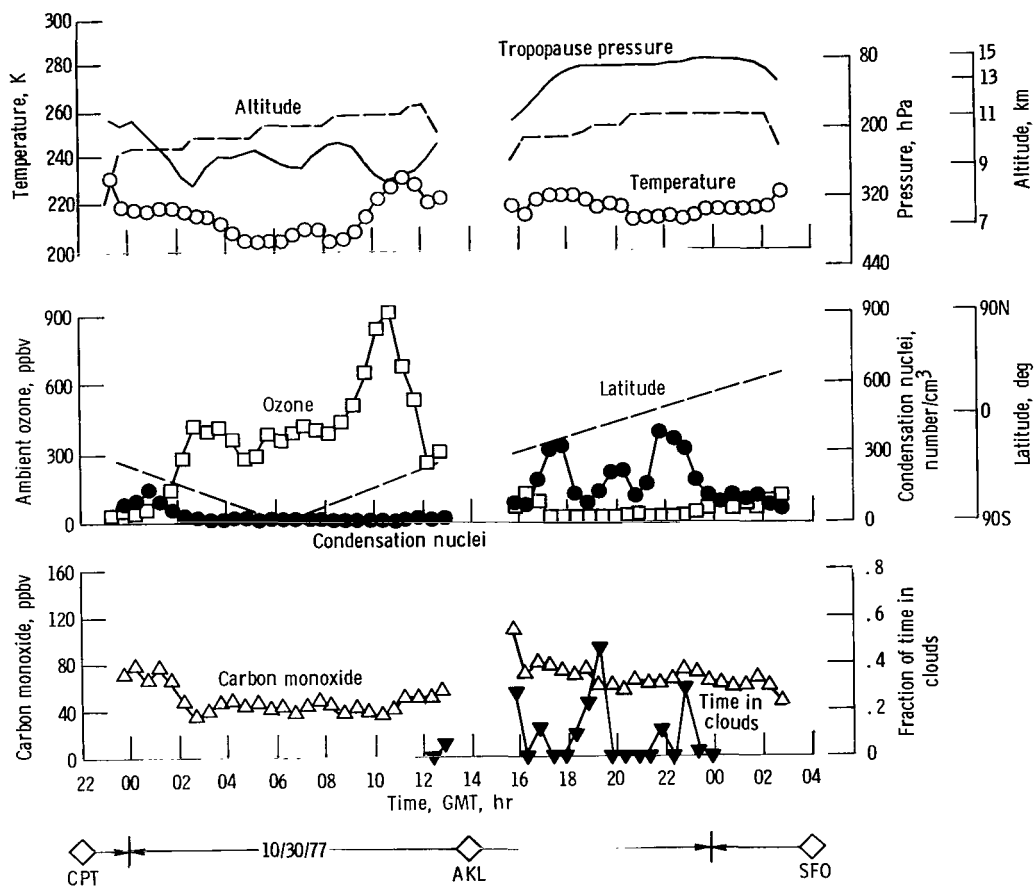 300
280
260
240
220
200
Temperature, K
Altitude
Tropopause pressure
Temperature
80
200
320
440
Pressure, hPa
15
13
11
9
7
Altitude, km
900
600
300
0
Ambient ozone, ppbv
Ozone
Condensation nuclei
Latitude
900
600
300
0
Condensation nuclei,
number/cm³
90N
0
90S
Latitude, deg
160
120
80
40
0
Carbon monoxide, ppbv
Carbon monoxide
Time in
clouds
.8
.6
.4
.2
0
Fraction of time in
clouds
22 00 02 04 06 08 10 12 14 16 18 20 22 00 02 04
Time, GMT, hr
10/30/77
CPT AKL SFO